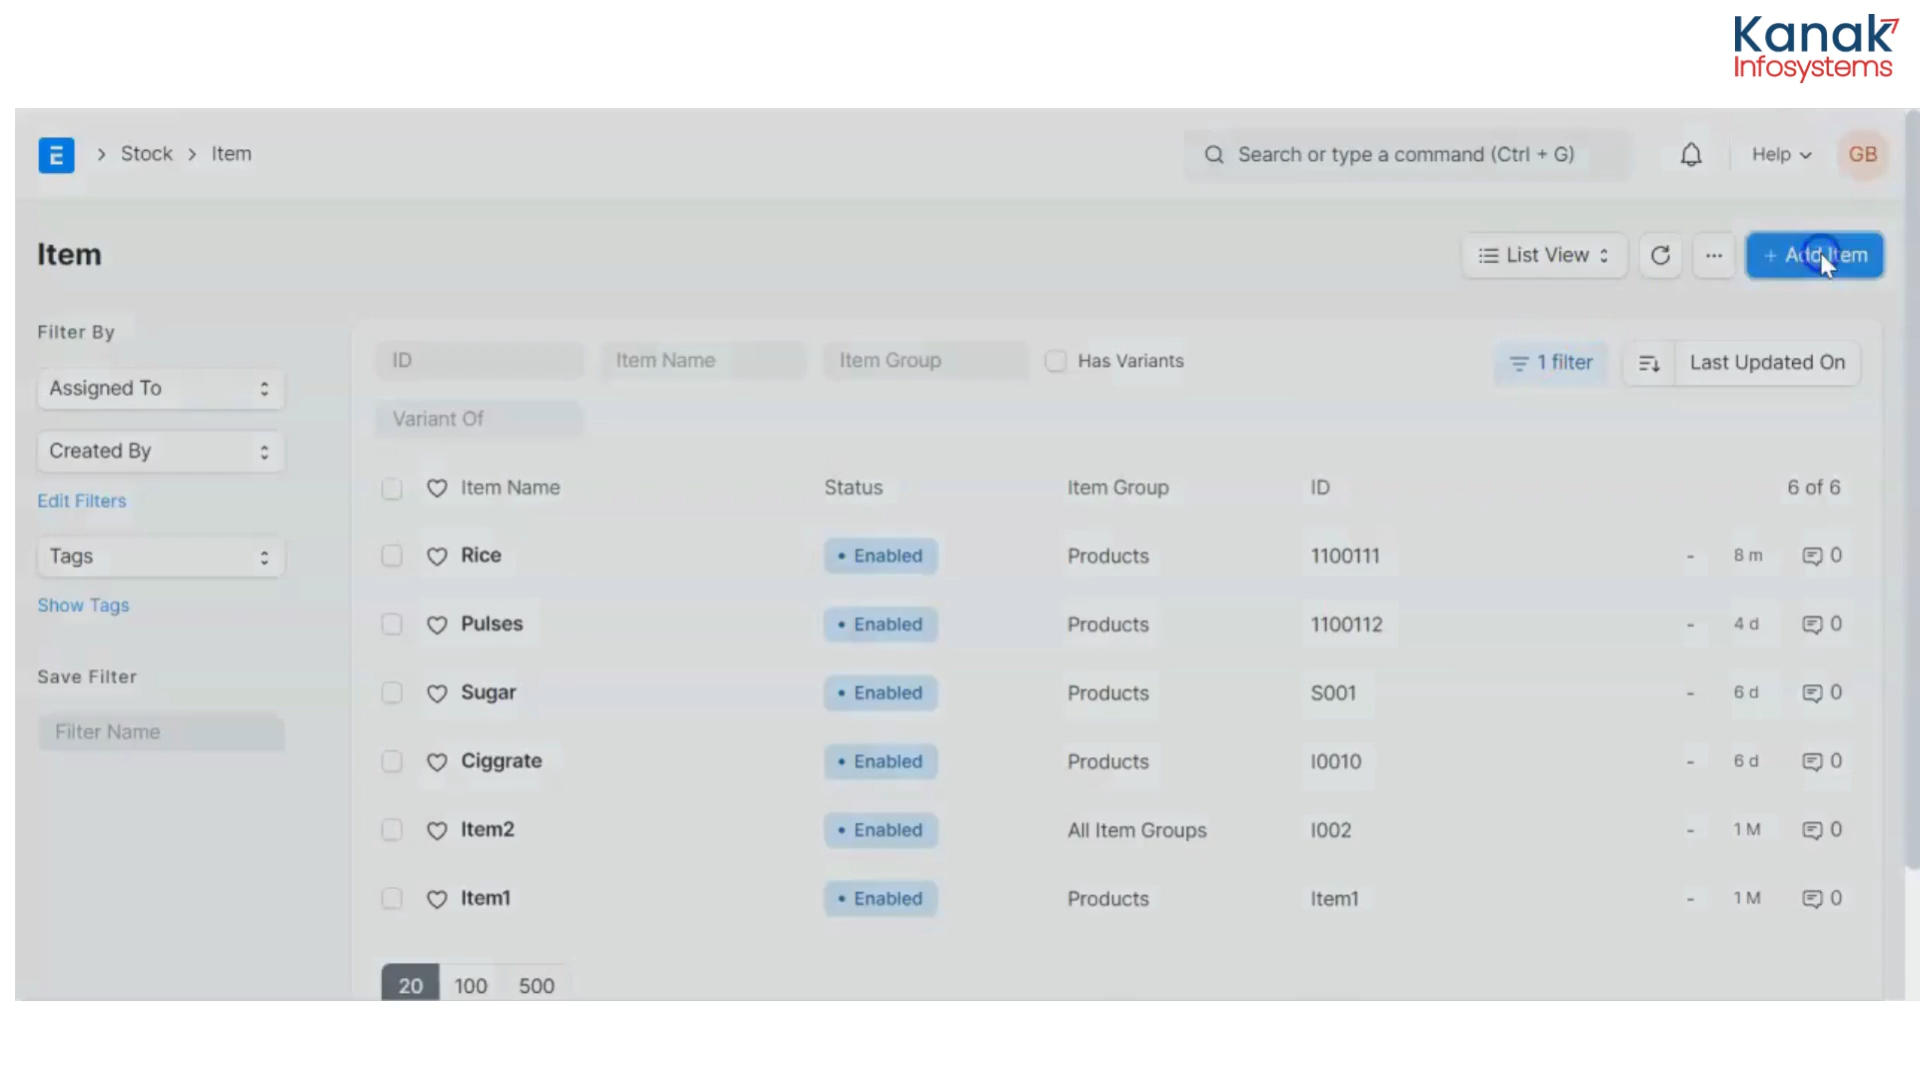 Kanak
Infosystems
E > Stock > Item
Search or type a command (Ctrl + G)
Help
GB
Item
List View
...
+ Add Item
Filter By
Assigned To
Created By
Edit Filters
Tags
Show Tags
Save Filter
Filter Name
ID Item Name Item Group Has Variants
1 filter
Last Updated On
Variant Of
Item Name Status Item Group ID 6 of 6
Rice • Enabled Products 1100111 - 8 m 0
Pulses • Enabled Products 1100112 - 4 d 0
Sugar • Enabled Products S001 - 6 d 0
Ciggrate • Enabled Products I0010 - 6 d 0
Item2 • Enabled All Item Groups I002 - 1 M 0
Item1 • Enabled Products Item1 - 1 M 0
20 100 500